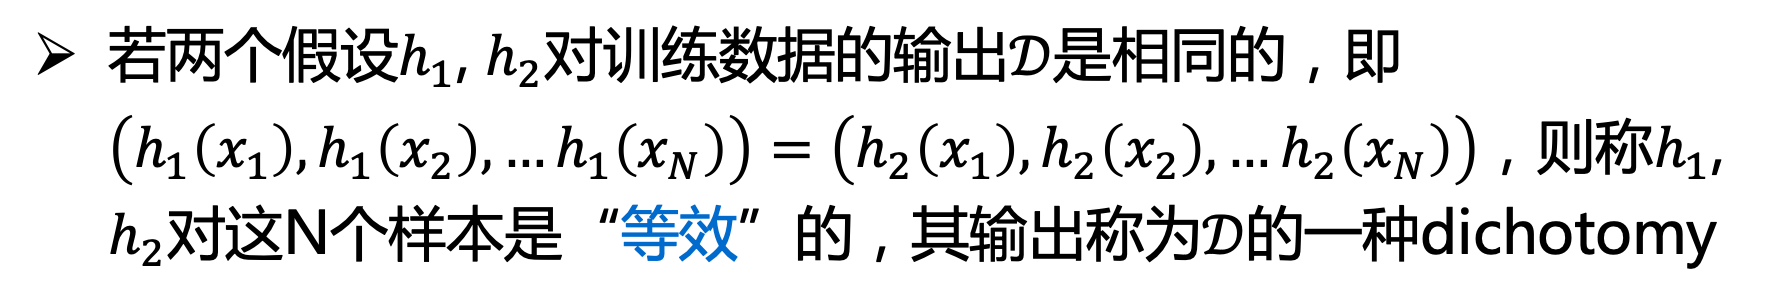 ➢ 若两个假设ℎ₁, ℎ₂对训练数据的输出𝒟是相同的，即
(ℎ₁(𝑥₁), ℎ₁(𝑥₂), … ℎ₁(𝑥_𝑁)) = (ℎ₂(𝑥₁), ℎ₂(𝑥₂), … ℎ₂(𝑥_𝑁))，则称ℎ₁,
ℎ₂对这N个样本是“等效”的，其输出称为𝒟的一种dichotomy